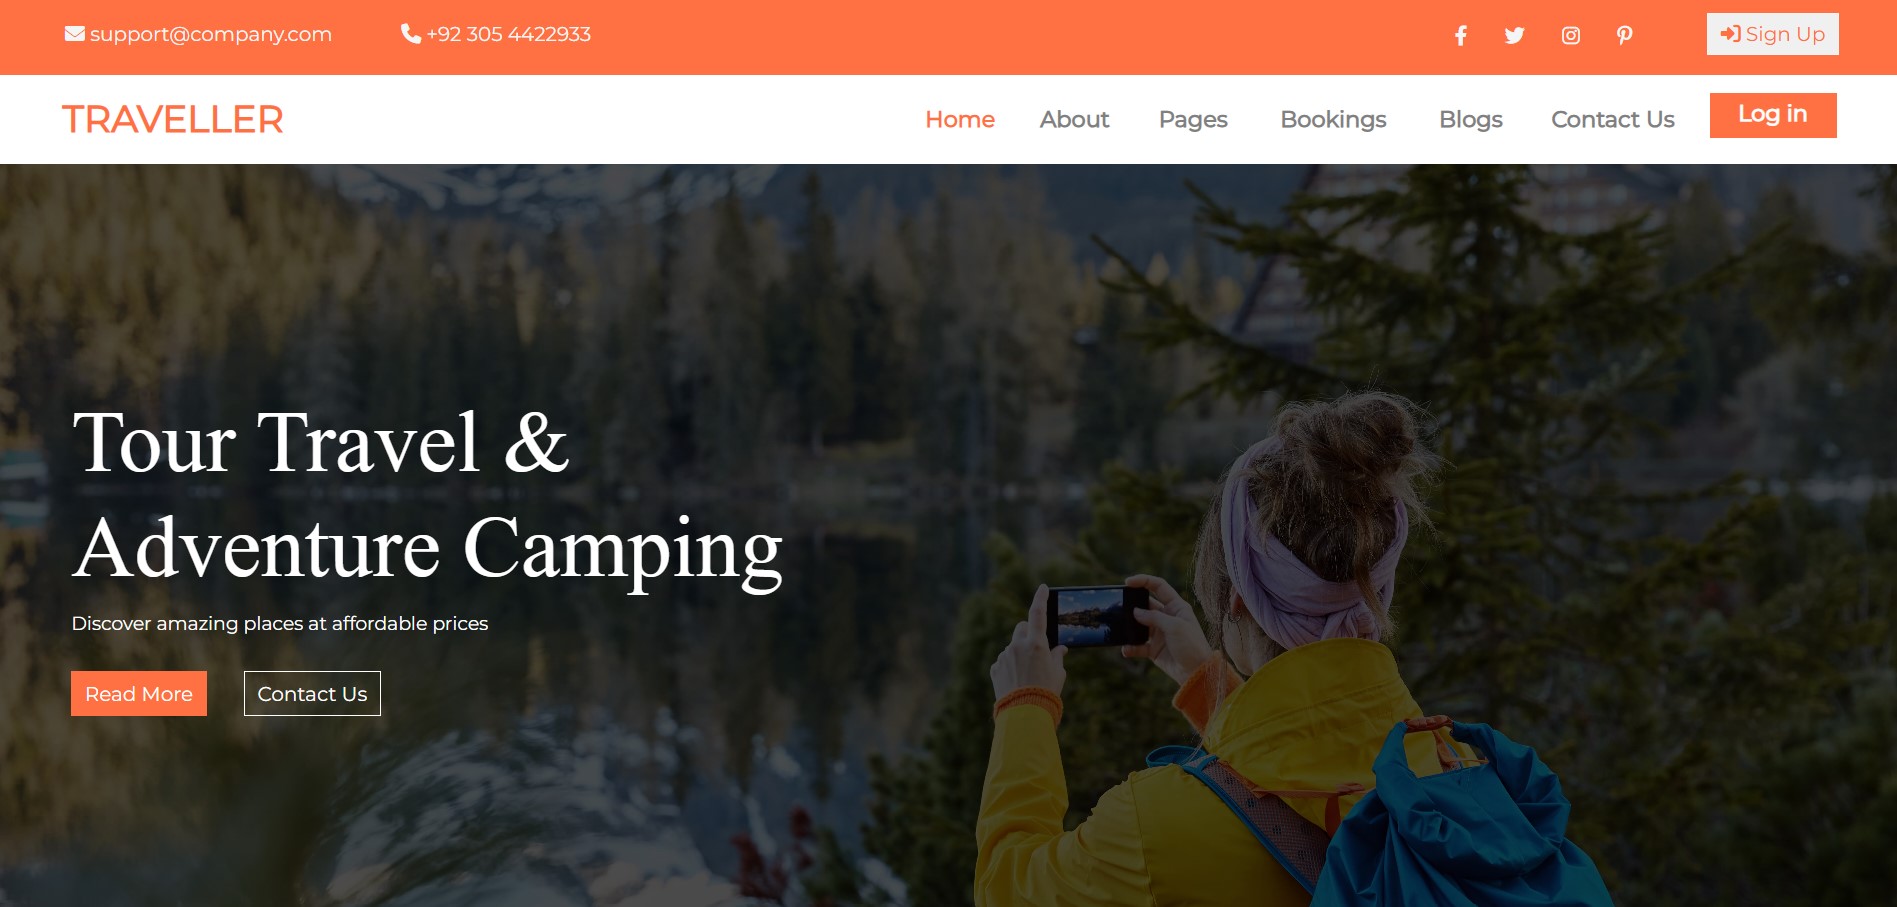 support@company.com +92 305 4422933 Sign Up
TRAVELLER Home About Pages Bookings Blogs Contact Us Log in
Tour Travel &
Adventure Camping
Discover amazing places at affordable prices
Read More Contact Us